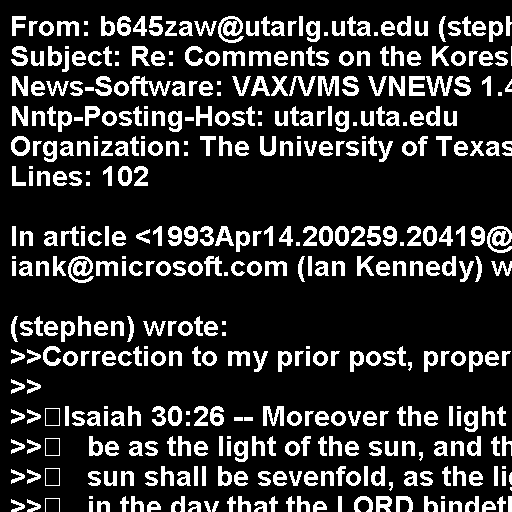 From: b645zaw@utarlg.uta.edu (steph
Subject: Re: Comments on the Kores
News-Software: VAX/VMS VNEWS 1.4
Nntp-Posting-Host: utarlg.uta.edu
Organization: The University of Texas
Lines: 102
In article <1993Apr14.200259.20419@
iank@microsoft.com (Ian Kennedy) w
(stephen) wrote:
>>Correction to my prior post, proper
>>
>>□Isaiah 30:26 -- Moreover the light
>>□ be as the light of the sun, and th
>>□ sun shall be sevenfold, as the lig
>>□ in the day that the LORD bindeth